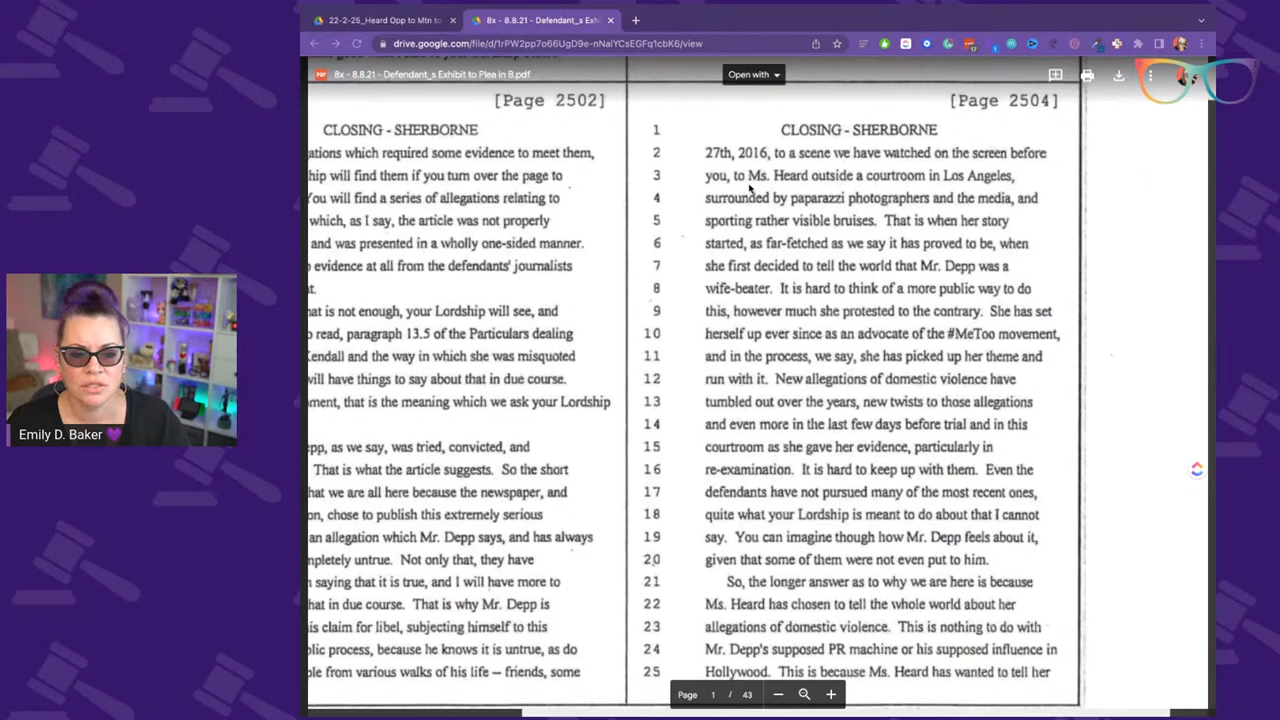 22-2-25_Heard Opp to Mtn to
8x - 8.8.21 - Defendant_s Exhi
drive.google.com/file/d/1rPW2pp7o66UgD9e-nNaIYCsEGFq1cbK6/view
PDF 8x - 8.8.21 - Defendant_s Exhibit to Plea in B.pdf
Open with
[Page 2502]
CLOSING - SHERBORNE
ations which required some evidence to meet them,
hip will find them if you turn over the page to
You will find a series of allegations relating to
which, as I say, the article was not properly
and was presented in a wholly one-sided manner.
evidence at all from the defendants' journalists
t.
hat is not enough, your Lordship will see, and
o read, paragraph 13.5 of the Particulars dealing
Kendall and the way in which she was misquoted
will have things to say about that in due course.
ment, that is the meaning which we ask your Lordship
epp, as we say, was tried, convicted, and
That is what the article suggests. So the short
hat we are all here because the newspaper, and
on, chose to publish this extremely serious
an allegation which Mr. Depp says, and has always
mpletely untrue. Not only that, they have
n saying that it is true, and I will have more to
hat in due course. That is why Mr. Depp is
is claim for libel, subjecting himself to this
blic process, because he knows it is untrue, as do
le from various walks of his life – friends, some
[Page 2504]
1 CLOSING - SHERBORNE
2 27th, 2016, to a scene we have watched on the screen before
3 you, to Ms. Heard outside a courtroom in Los Angeles,
4 surrounded by paparazzi photographers and the media, and
5 sporting rather visible bruises. That is when her story
6 started, as far-fetched as we say it has proved to be, when
7 she first decided to tell the world that Mr. Depp was a
8 wife-beater. It is hard to think of a more public way to do
9 this, however much she protested to the contrary. She has set
10 herself up ever since as an advocate of the #MeToo movement,
11 and in the process, we say, she has picked up her theme and
12 run with it. New allegations of domestic violence have
13 tumbled out over the years, new twists to those allegations
14 and even more in the last few days before trial and in this
15 courtroom as she gave her evidence, particularly in
16 re-examination. It is hard to keep up with them. Even the
17 defendants have not pursued many of the most recent ones,
18 quite what your Lordship is meant to do about that I cannot
19 say. You can imagine though how Mr. Depp feels about it,
20 given that some of them were not even put to him.
21 So, the longer answer as to why we are here is because
22 Ms. Heard has chosen to tell the whole world about her
23 allegations of domestic violence. This is nothing to do with
24 Mr. Depp's supposed PR machine or his supposed influence in
25 Hollywood. This is because Ms. Heard has wanted to tell her
Page 1 / 43
Emily D. Baker 💜